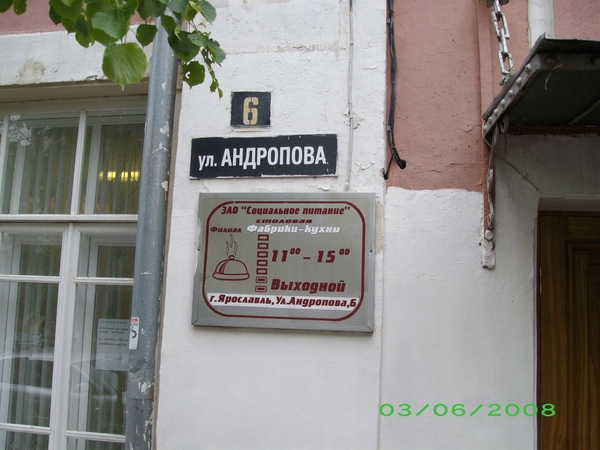 6
ул. АНДРОПОВА
ЗАО "Социальное питание"
столовая
Филиал Фабрики-кухни
11⁰⁰ - 15⁰⁰
Выходной
г.Ярославль, Ул.Андропова,6
03/06/2008